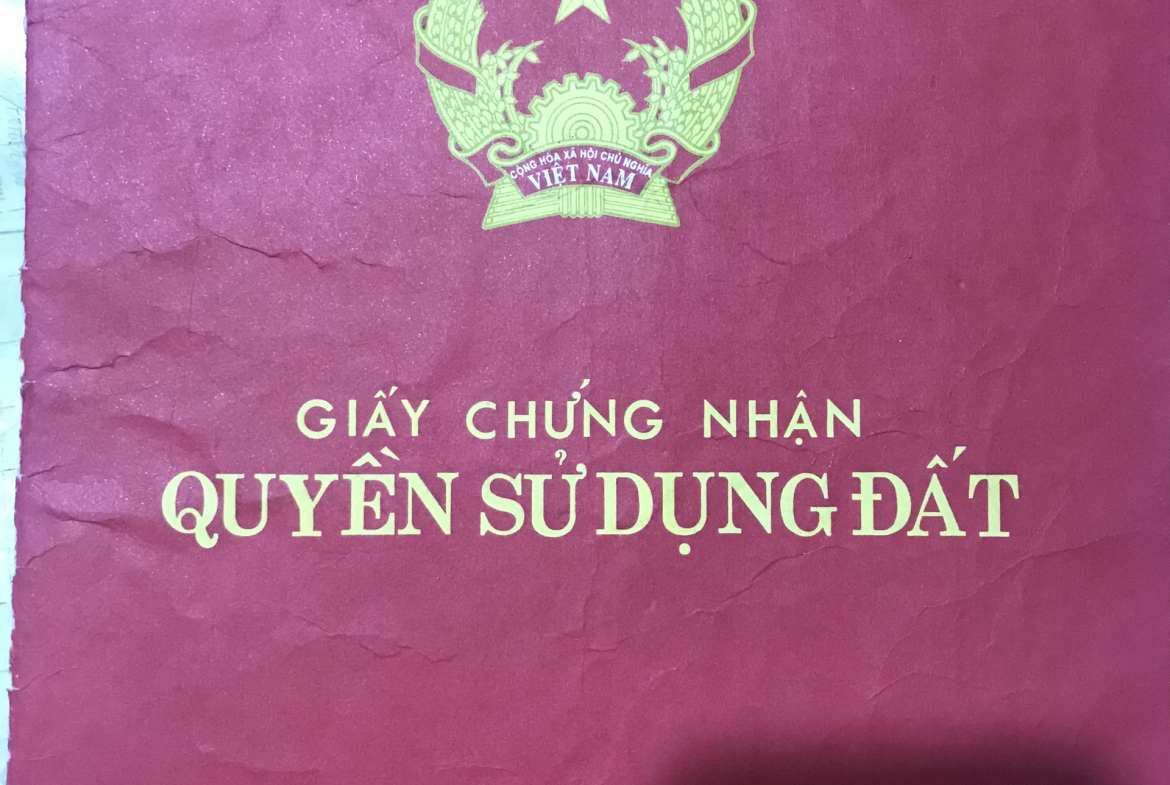 CỘNG HÒA XÃ HỘI CHỦ NGHĨA
VIỆT NAM
GIẤY CHỨNG NHẬN
QUYỀN SỬ DỤNG ĐẤT